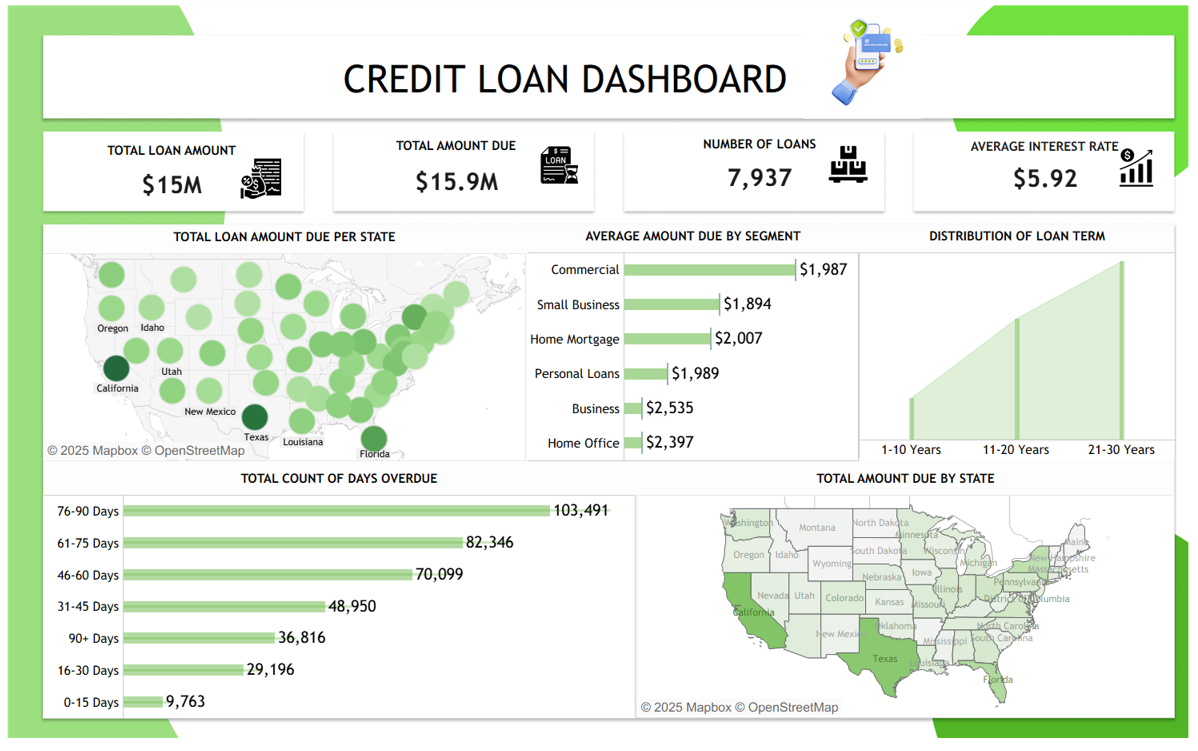 CREDIT LOAN DASHBOARD
TOTAL LOAN AMOUNT
$15M
TOTAL AMOUNT DUE
$15.9M
LOAN
NUMBER OF LOANS
7,937
AVERAGE INTEREST RATE
$5.92
TOTAL LOAN AMOUNT DUE PER STATE
Oregon
Idaho
California
Utah
New Mexico
Texas
Louisiana
Florida
© 2025 Mapbox © OpenStreetMap
AVERAGE AMOUNT DUE BY SEGMENT
Commercial $1,987
Small Business $1,894
Home Mortgage $2,007
Personal Loans $1,989
Business $2,535
Home Office $2,397
DISTRIBUTION OF LOAN TERM
1-10 Years 11-20 Years 21-30 Years
TOTAL COUNT OF DAYS OVERDUE
76-90 Days 103,491
61-75 Days 82,346
46-60 Days 70,099
31-45 Days 48,950
90+ Days 36,816
16-30 Days 29,196
0-15 Days 9,763
TOTAL AMOUNT DUE BY STATE
Washington
Montana
North Dakota
Minnesota
Maine
Oregon
Idaho
South Dakota
Wisconsin
New Hampshire
Wyoming
Michigan
Massachusetts
Iowa
Nebraska
Pennsylvania
Nevada
Utah
Colorado
Illinois
Kansas
Missouri
District of Columbia
California
Oklahoma
North Carolina
New Mexico
Mississippi
South Carolina
Texas
Louisiana
Florida
© 2025 Mapbox © OpenStreetMap